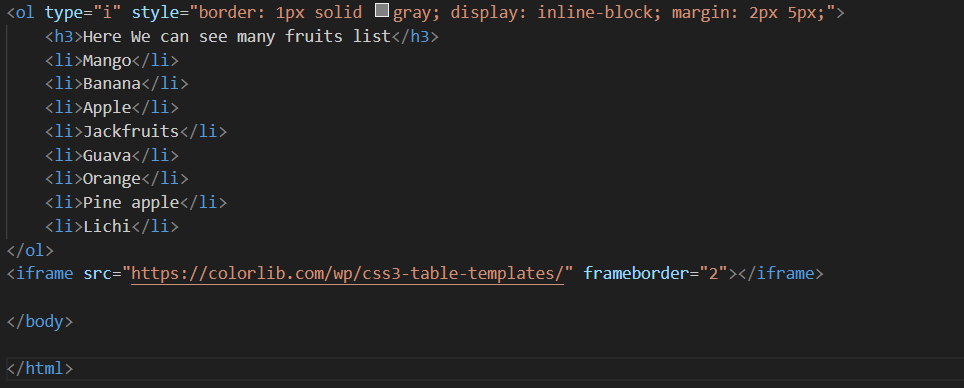 <ol type="i" style="border: 1px solid gray; display: inline-block; margin: 2px 5px;">
    <h3>Here We can see many fruits list</h3>
    <li>Mango</li>
    <li>Banana</li>
    <li>Apple</li>
    <li>Jackfruits</li>
    <li>Guava</li>
    <li>Orange</li>
    <li>Pine apple</li>
    <li>Lichi</li>
</ol>
<iframe src="https://colorlib.com/wp/css3-table-templates/" frameborder="2"></iframe>
</body>
</html>